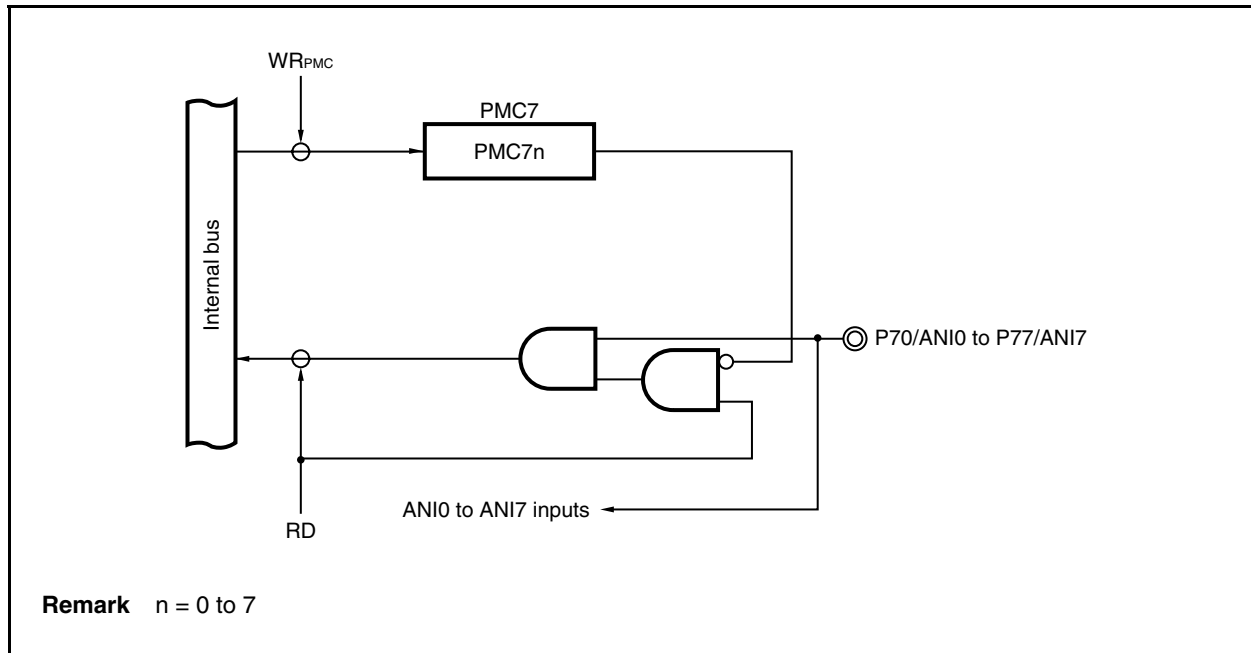 WRPMC
PMC7
PMC7n
Internal bus
P70/ANI0 to P77/ANI7
ANI0 to ANI7 inputs
RD
Remark n = 0 to 7